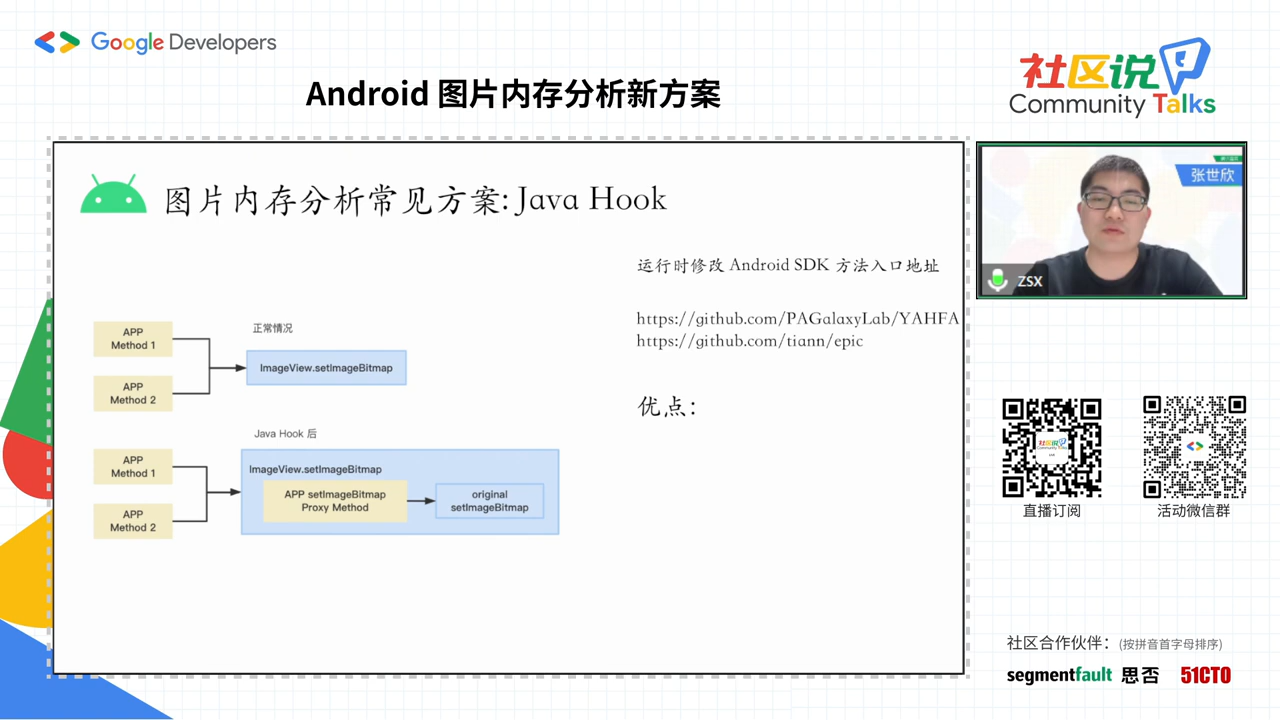 Google Developers
Android 图片内存分析新方案
社区说
Community Talks
图片内存分析常见方案: Java Hook
张世欣
ZSX
运行时修改 Android SDK 方法入口地址
https://github.com/PAGalaxyLab/YAHFA
https://github.com/tiann/epic
优点：
正常情况
APP
Method 1
APP
Method 2
ImageView.setImageBitmap
Java Hook 后
APP
Method 1
APP
Method 2
ImageView.setImageBitmap
APP setImageBitmap
Proxy Method
original
setImageBitmap
直播订阅
活动微信群
社区合作伙伴：(按拼音首字母排序)
segmentfault 思否 51CTO